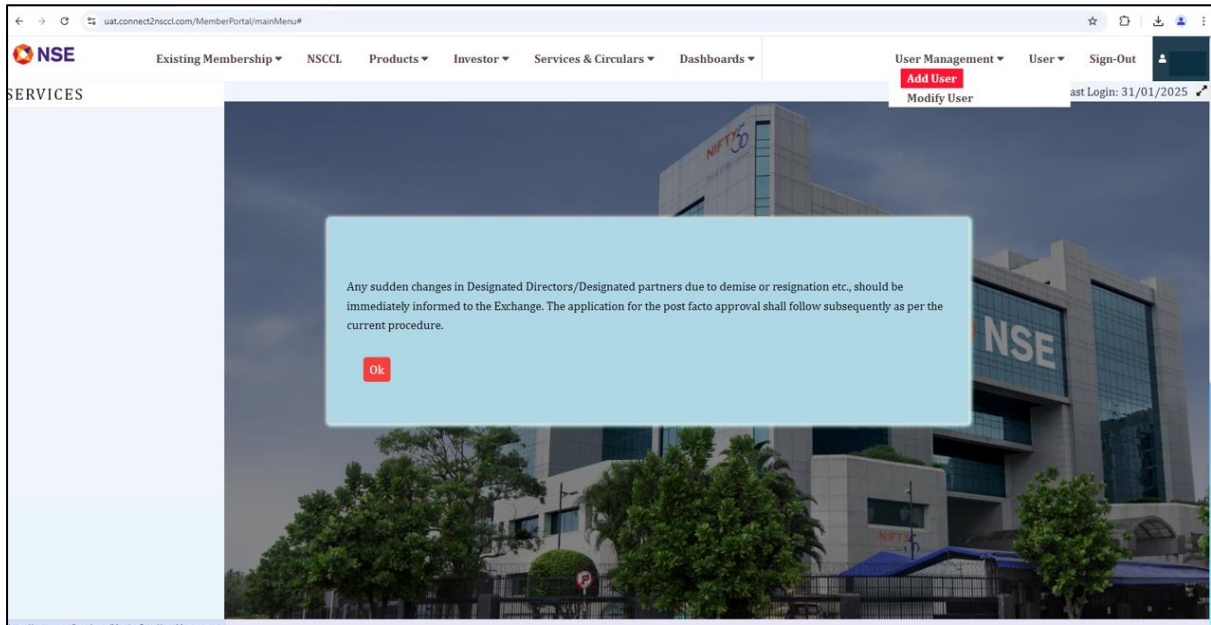 uat.connect2nsccl.com/MemberPortal/mainMenu#
NSE
Existing Membership
NSCCL
Products
Investor
Services & Circulars
Dashboards
User Management
User
Sign-Out
Add User
Modify User
SERVICES
ast Login: 31/01/2025
NIFTY50
Any sudden changes in Designated Directors/Designated partners due to demise or resignation etc., should be
immediately informed to the Exchange. The application for the post facto approval shall follow subsequently as per the
current procedure.
Ok
NSE
NIFTY